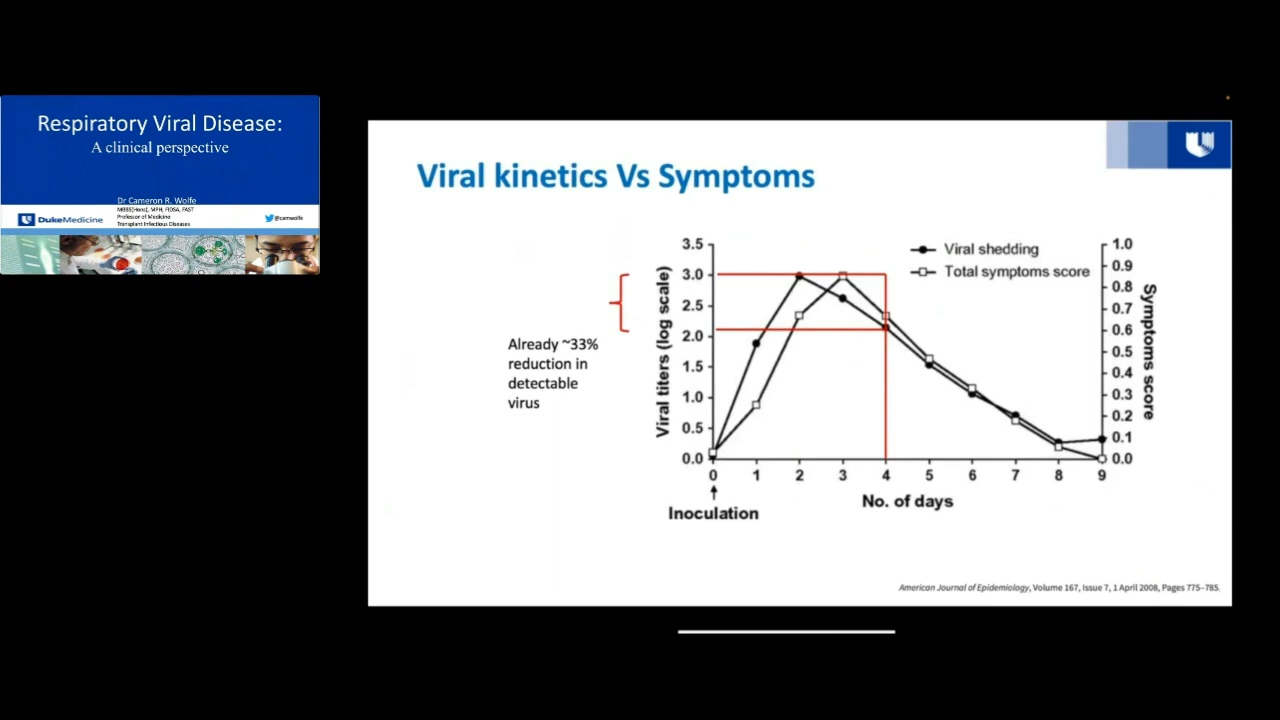 Respiratory Viral Disease:
A clinical perspective
Dr Cameron R. Wolfe
MBBS(Hons), MPH, FIDSA, FAST
Professor of Medicine
Transplant Infectious Diseases
DukeMedicine
@camwolfe
Viral kinetics Vs Symptoms
Already ~33%
reduction in
detectable
virus
Viral titers (log scale)
3.5
3.0
2.5
2.0
1.5
1.0
0.5
0.0
Viral shedding
Total symptoms score
1.0
0.9
0.8
0.7
0.6
0.5
0.4
0.3
0.2
0.1
0.0
Symptoms score
0 1 2 3 4 5 6 7 8 9
No. of days
Inoculation
American Journal of Epidemiology, Volume 167, Issue 7, 1 April 2008, Pages 775–785,